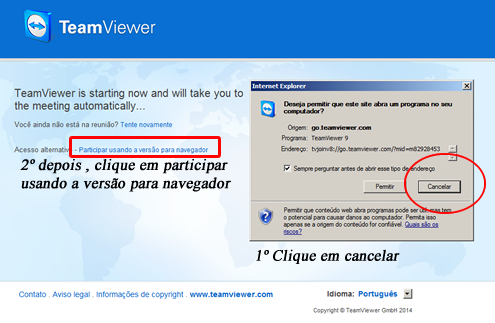 TeamViewer
TeamViewer is starting now and will take you to
the meeting automatically...
Você ainda não está na reunião? Tente novamente
Acesso alternativo - Participar usando a versão para navegador
2º depois , clique em participar
usando a versão para navegador
Internet Explorer
Deseja permitir que este site abra um programa no seu
computador?
Origem: go.teamviewer.com
Programa: TeamViewer 9
Endereço: tvjoinv8://go.teamviewer.com/?mid=m82928453
Sempre perguntar antes de abrir esse tipo de endereço
Permitir
Cancelar
Permitir que conteúdo web abra programas pode ser útil, mas tem
o potencial para causar danos ao computador. Permita isso
apenas se a origem do conteúdo for confiável. Quais são os
riscos?
1º Clique em cancelar
Contato . Aviso legal . Informações de copyright . www.teamviewer.com
Idioma: Português
Copyright © TeamViewer GmbH 2014